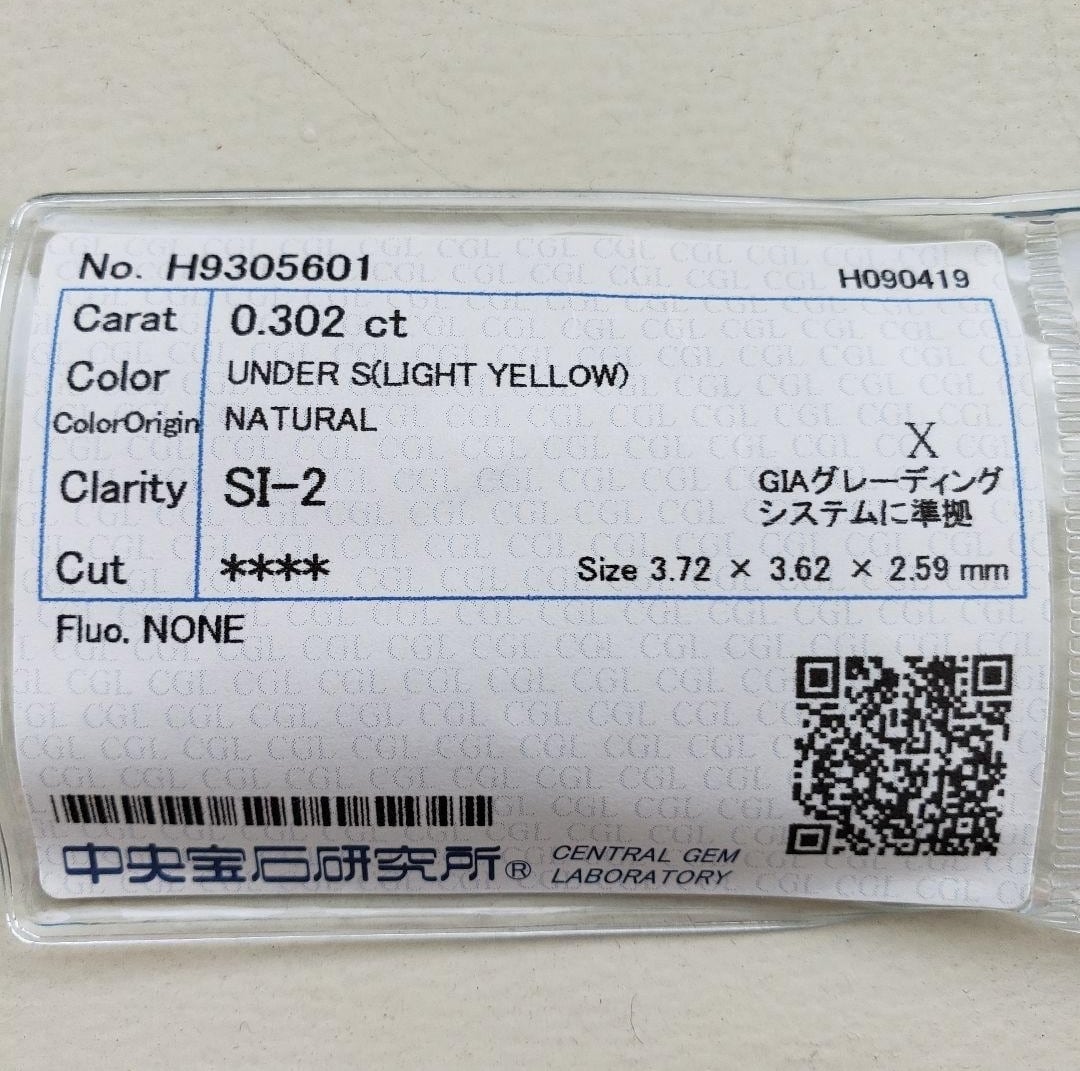 No. H9305601
H090419
Carat 0.302 ct
Color UNDER S(LIGHT YELLOW)
ColorOrigin NATURAL
X
Clarity SI-2
GIAグレーディング
システムに準拠
Cut ****
Size 3.72 × 3.62 × 2.59 mm
Fluo. NONE
中央宝石研究所® CENTRAL GEM
LABORATORY